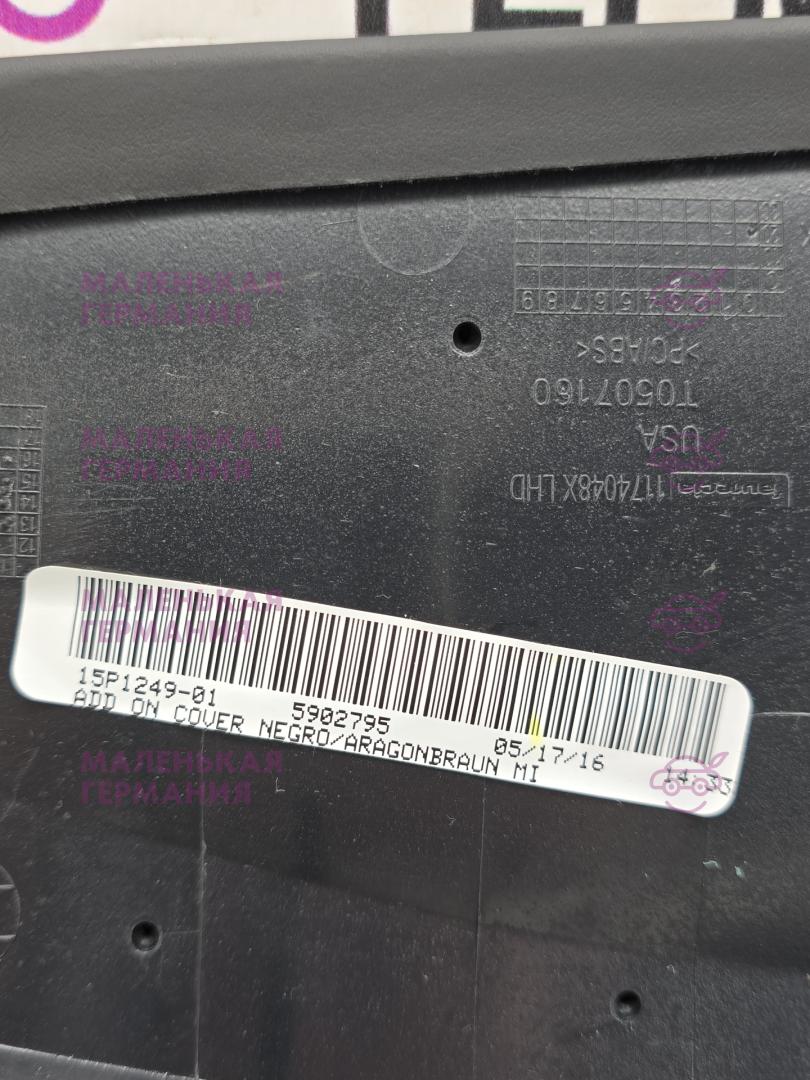 МАЛЕНЬКАЯ
ГЕРМАНИЯ
0 1 2 3 4 5 6 7 8 9
>PC/ABS<
T0507160
USA
1174048X LHD
МАЛЕНЬКАЯ
ГЕРМАНИЯ
МАЛЕНЬКАЯ
ГЕРМАНИЯ
15P1249-01 5902795 05/17/16 14:33
ADD ON COVER NEGRO/ARAGONBRAUN MI
МАЛЕНЬКАЯ
ГЕРМАНИЯ